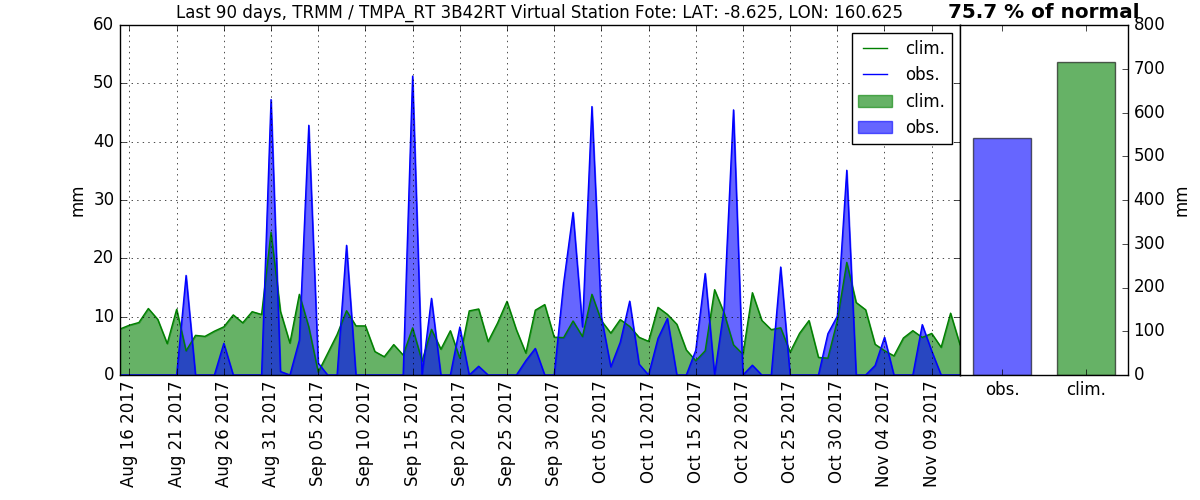 Last 90 days, TRMM / TMPA_RT 3B42RT Virtual Station Fote: LAT: -8.625, LON: 160.625
75.7 % of normal
clim.
obs.
clim.
obs.
60
50
40
30
20
10
0
mm
800
700
600
500
400
300
200
100
0
mm
Aug 16 2017
Aug 21 2017
Aug 26 2017
Aug 31 2017
Sep 05 2017
Sep 10 2017
Sep 15 2017
Sep 20 2017
Sep 25 2017
Sep 30 2017
Oct 05 2017
Oct 10 2017
Oct 15 2017
Oct 20 2017
Oct 25 2017
Oct 30 2017
Nov 04 2017
Nov 09 2017
obs.
clim.